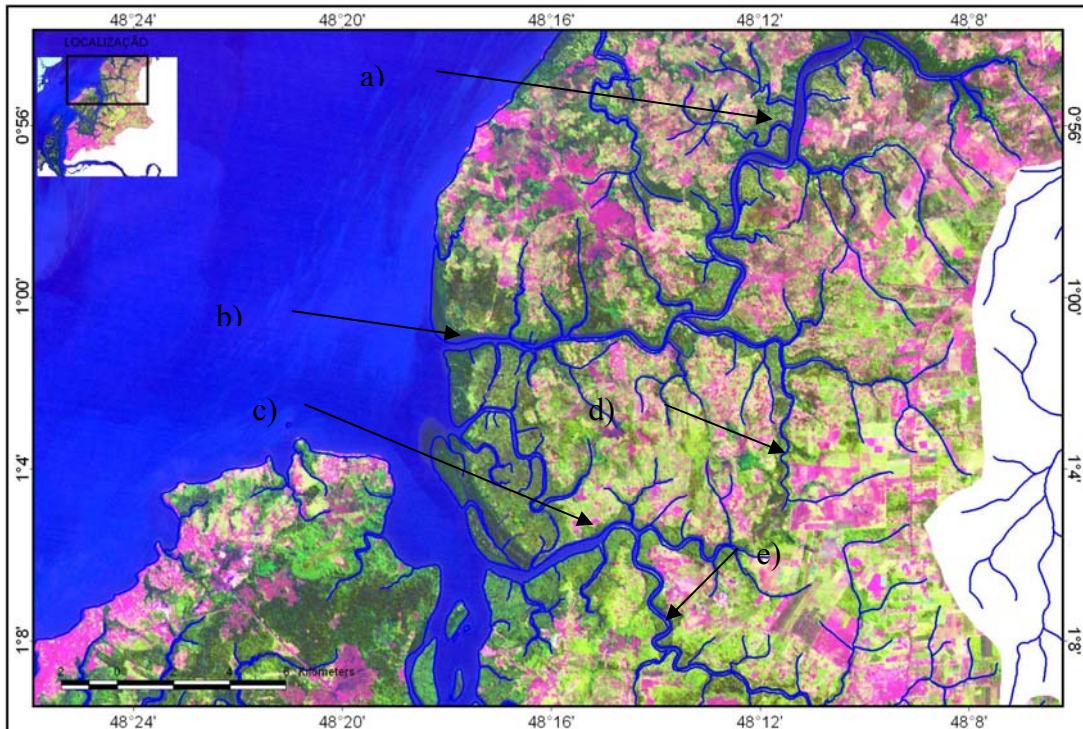 48°24' 48°20' 48°16' 48°12' 48°8'
LOCALIZAÇÃO
a)
0°56' 0°56'
1°00' 1°00'
b)
c) d)
1°4' 1°4'
e)
1°8' 1°8'
2 0 4 6 Kilometers
48°24' 48°20' 48°16' 48°12' 48°8'